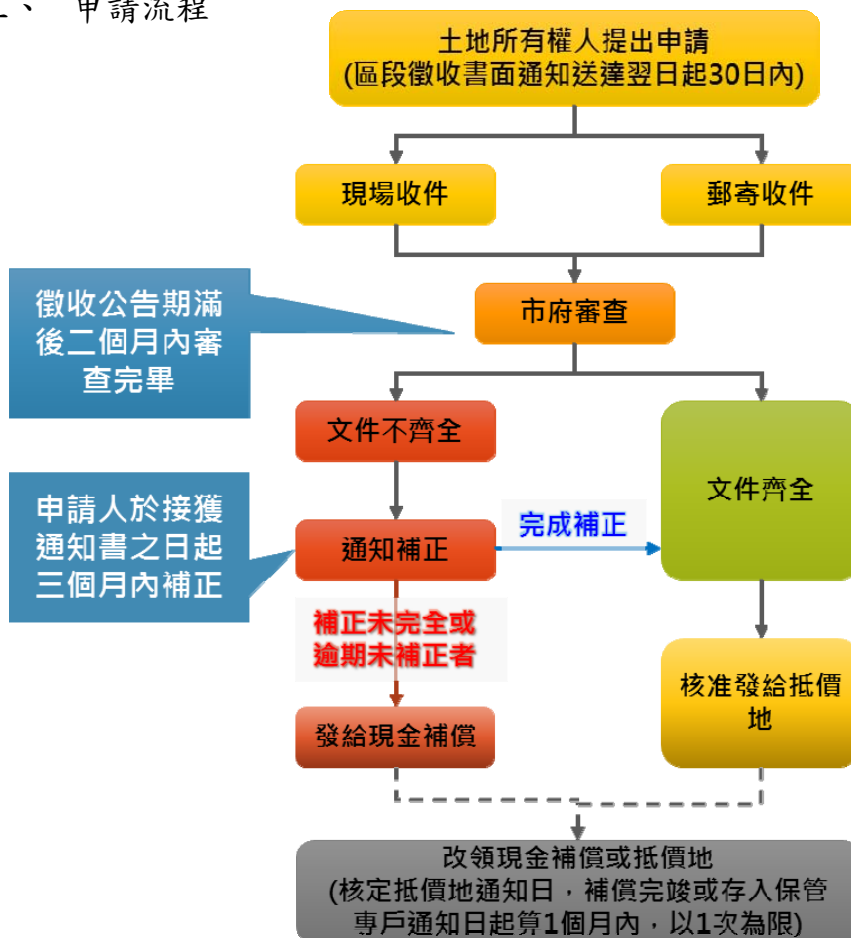 、 申請流程
土地所有權人提出申請
(區段徵收書面通知送達翌日起30日內)
現場收件
郵寄收件
市府審查
徵收公告期滿
後二個月內審
查完畢
文件不齊全
文件齊全
申請人於接獲
通知書之日起
三個月內補正
通知補正
完成補正
補正未完全或
逾期未補正者
發給現金補償
核准發給抵價
地
改領現金補償或抵價地
(核定抵價地通知日，補償完竣或存入保管
專戶通知日起算1個月內，以1次為限)